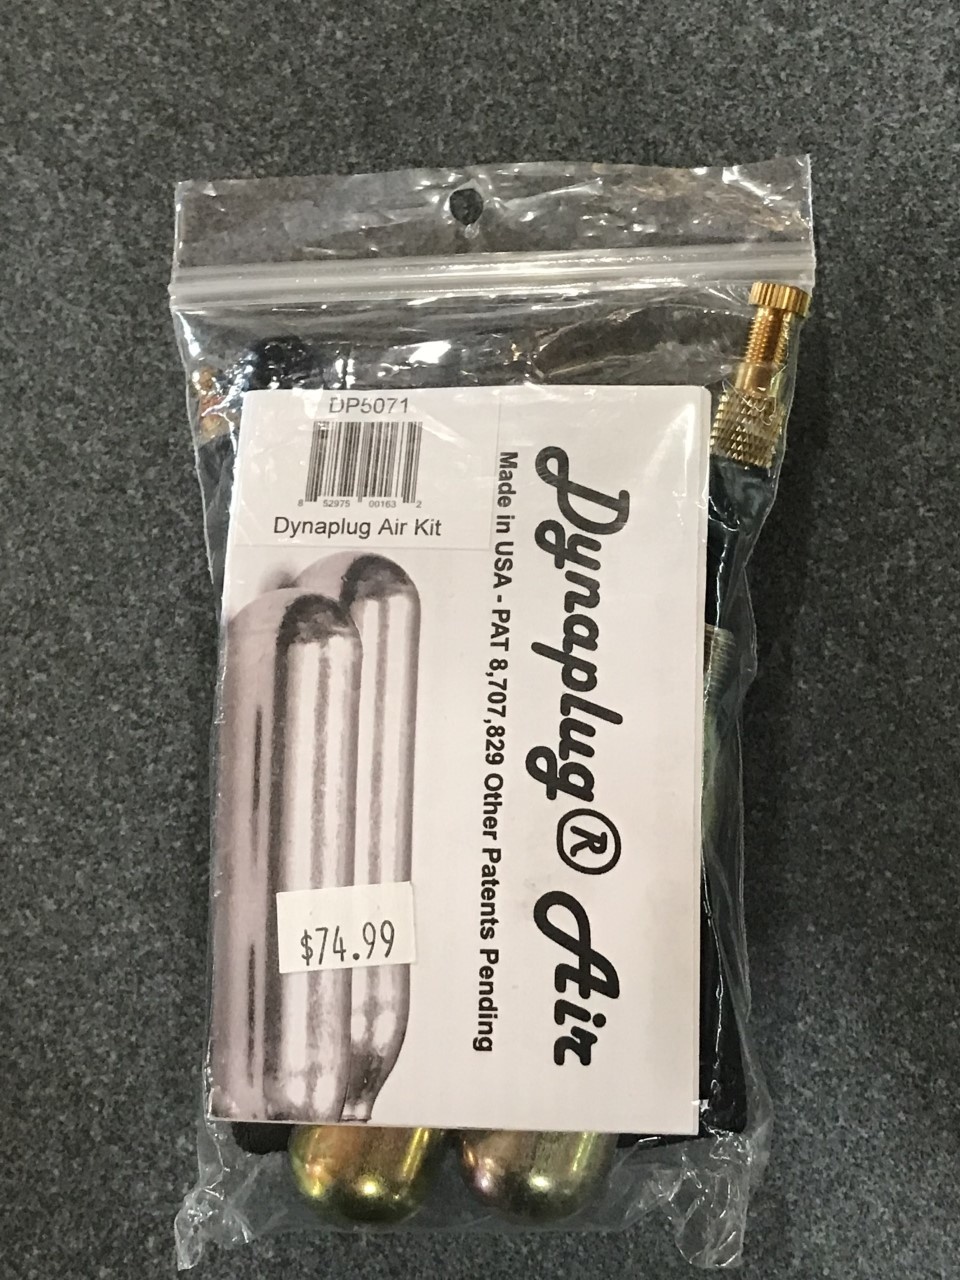 DP5071
8 52975 00163 2
Dynaplug Air Kit
Dynaplug® Air
Made in USA - PAT 8,707,829 Other Patents Pending
$74.99